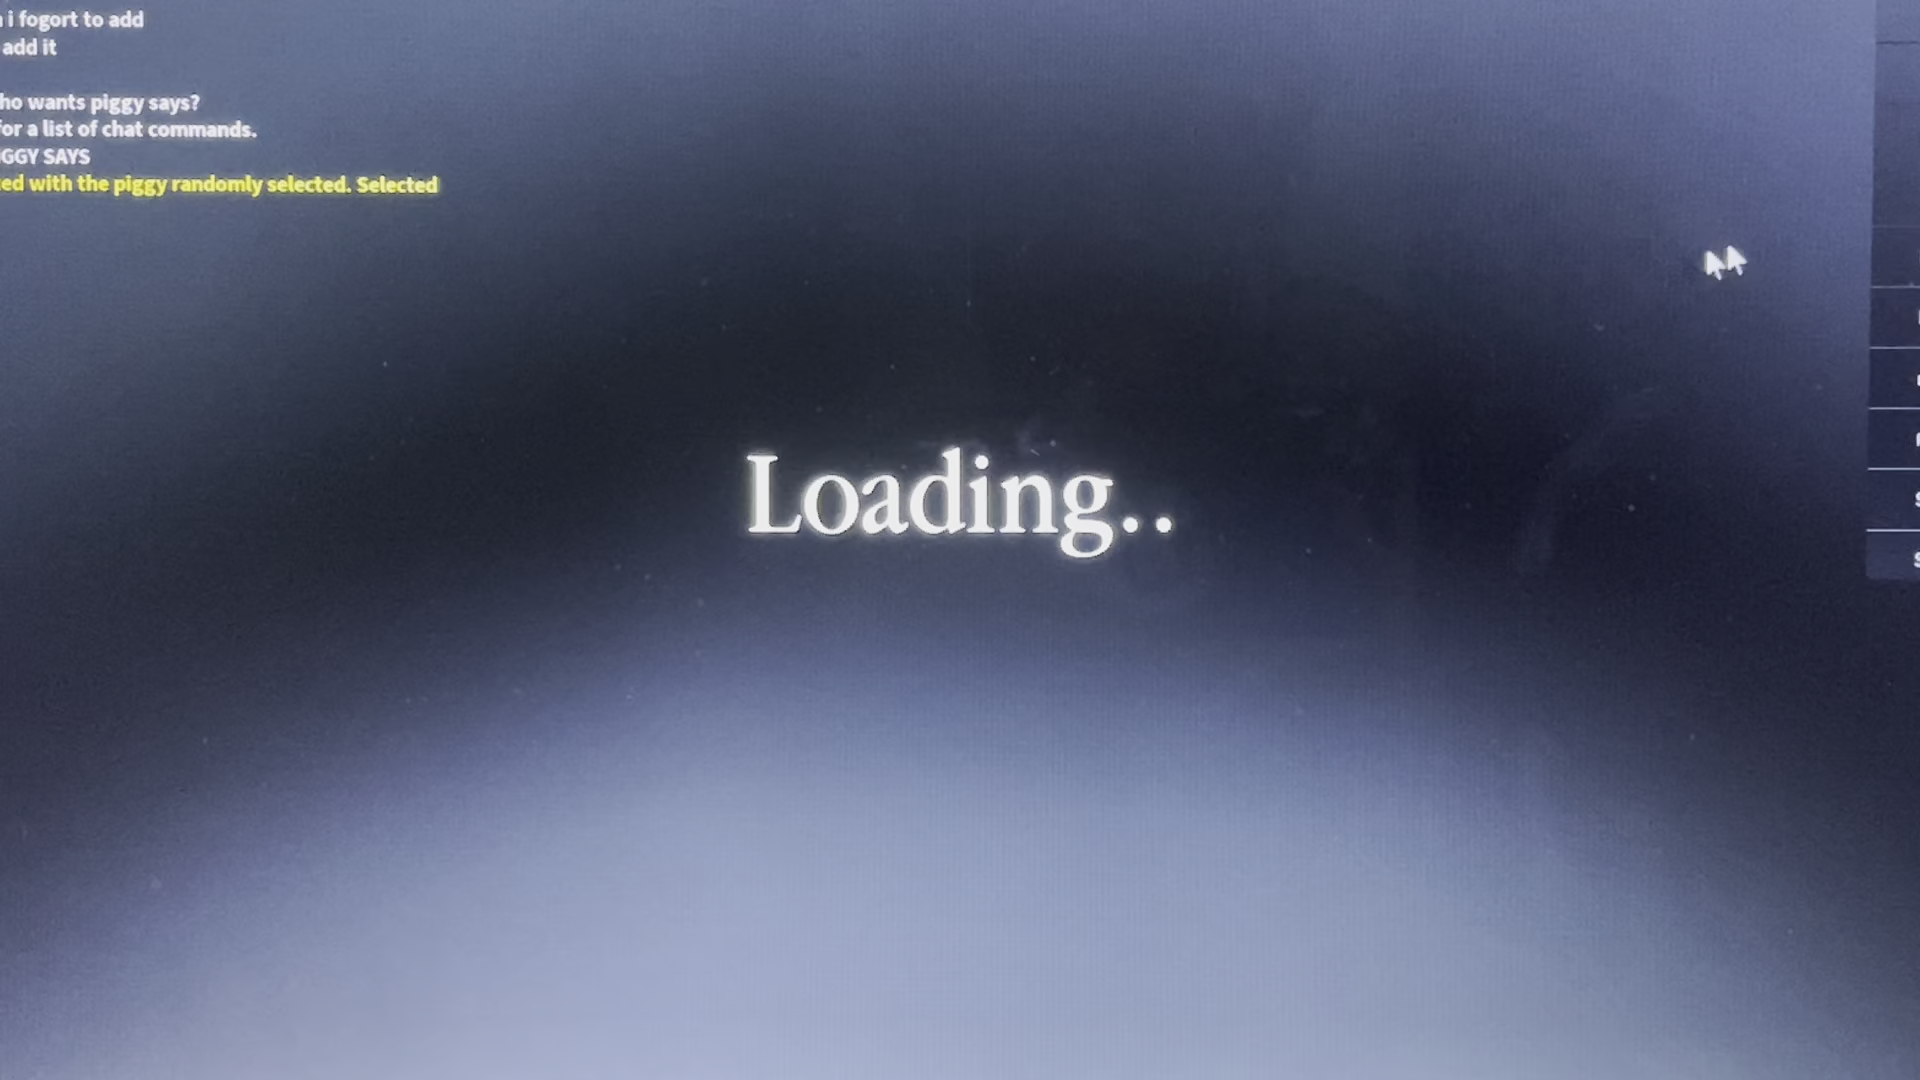 i fogort to add
add it
ho wants piggy says?
for a list of chat commands.
GGY SAYS
ed with the piggy randomly selected. Selected
Loading..